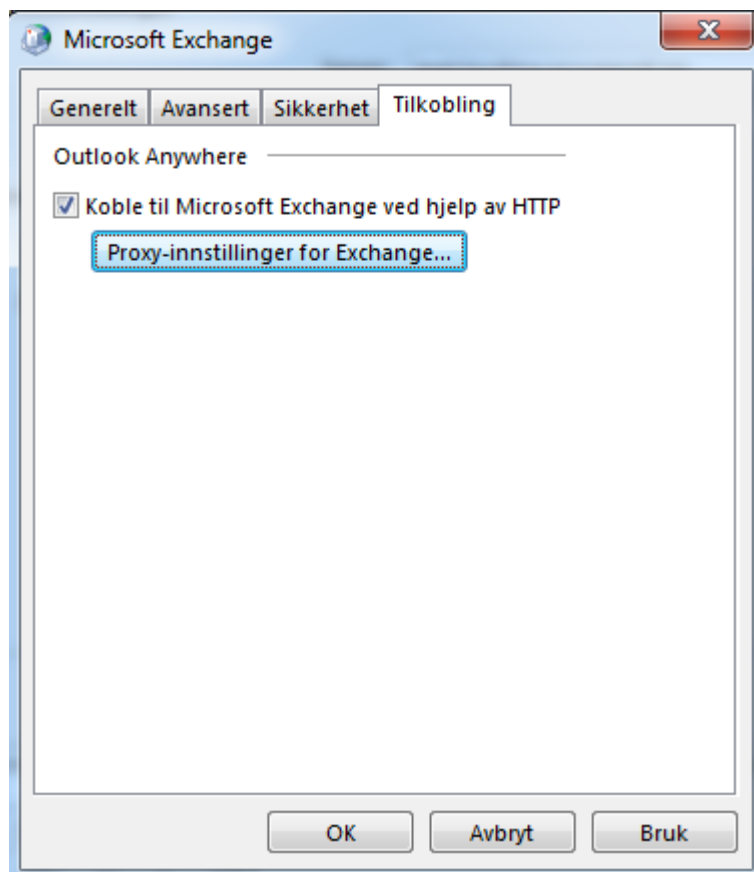 Microsoft Exchange
Generelt Avansert Sikkerhet Tilkobling
Outlook Anywhere
Koble til Microsoft Exchange ved hjelp av HTTP
Proxy-innstillinger for Exchange...
OK Avbryt Bruk